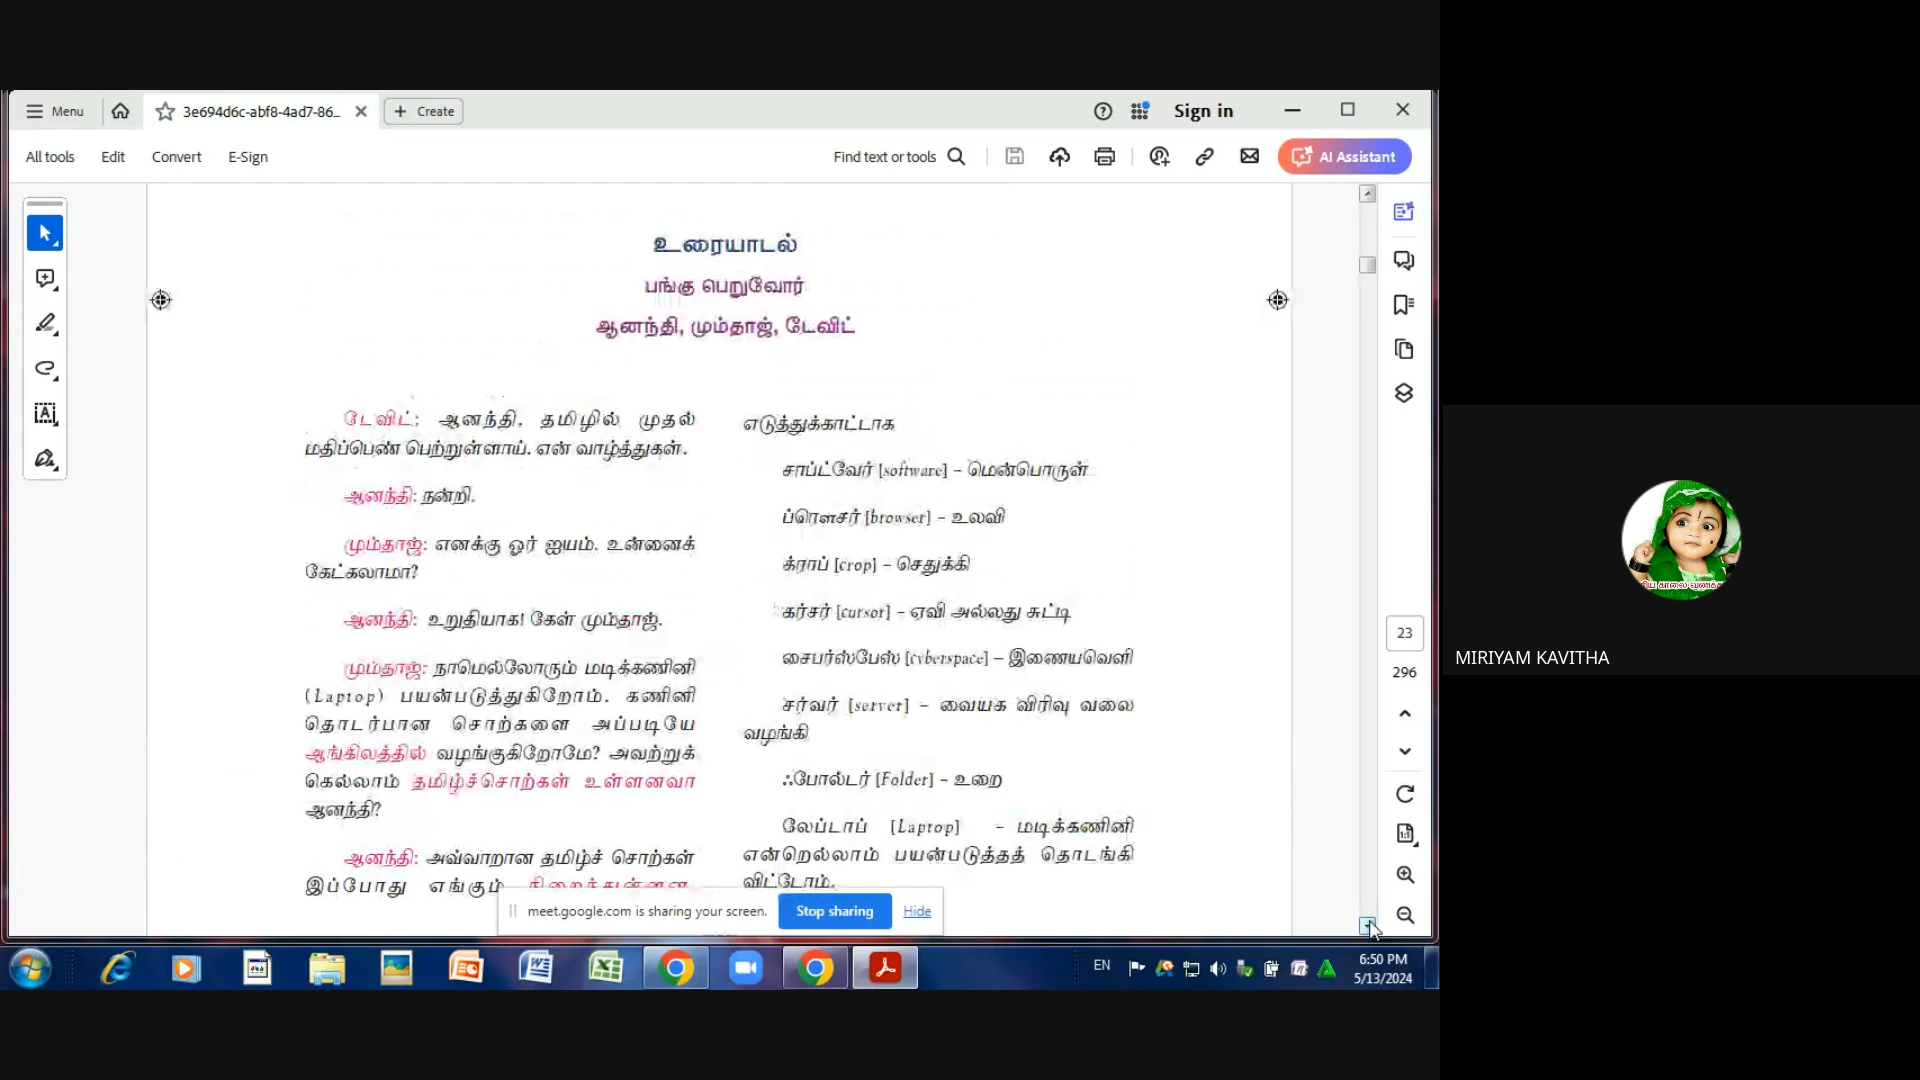 Menu
3e694d6c-abf8-4ad7-86...
Create
Sign in
All tools
Edit
Convert
E-Sign
Find text or tools
AI Assistant
உரையாடல்
பங்கு பெறுவோர்
ஆனந்தி, மும்தாஜ், டேவிட்
டேவிட்: ஆனந்தி, தமிழில் முதல்
மதிப்பெண் பெற்றுள்ளாய். என் வாழ்த்துகள்.
ஆனந்தி: நன்றி.
மும்தாஜ்: எனக்கு ஓர் ஐயம். உன்னைக்
கேட்கலாமா?
ஆனந்தி: உறுதியாக! கேள் மும்தாஜ்.
மும்தாஜ்: நாமெல்லோரும் மடிக்கணினி
(Laptop) பயன்படுத்துகிறோம். கணினி
தொடர்பான சொற்களை அப்படியே
ஆங்கிலத்தில் வழங்குகிறோமே? அவற்றுக்
கெல்லாம் தமிழ்ச்சொற்கள் உள்ளனவா
ஆனந்தி?
ஆனந்தி: அவ்வாறான தமிழ்ச் சொற்கள்
இப்போது எங்கும்
எடுத்துக்காட்டாக
சாப்ட்வேர் [software] – மென்பொருள்
ப்ரௌசர் [browser] – உலவி
க்ராப் [crop] – செதுக்கி
கர்சர் [cursor] – ஏவி அல்லது சுட்டி
சைபர்ஸ்பேஸ் [cyberspace] – இணையவெளி
சர்வர் [server] – வையக விரிவு வலை
வழங்கி
ஃபோல்டர் [Folder] – உறை
லேப்டாப் [Laptop] – மடிக்கணினி
என்றெல்லாம் பயன்படுத்தத் தொடங்கி
விட்டோம்.
23
296
meet.google.com is sharing your screen.
Stop sharing
Hide
EN
6:50 PM
5/13/2024
MIRIYAM KAVITHA